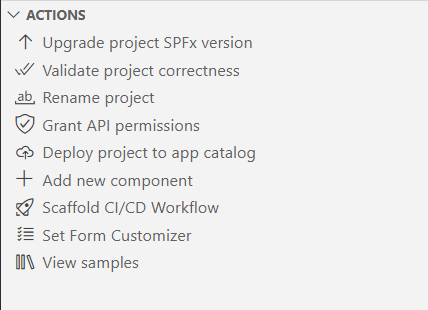 ACTIONS
Upgrade project SPFx version
Validate project correctness
ab Rename project
Grant API permissions
Deploy project to app catalog
Add new component
Scaffold CI/CD Workflow
Set Form Customizer
View samples